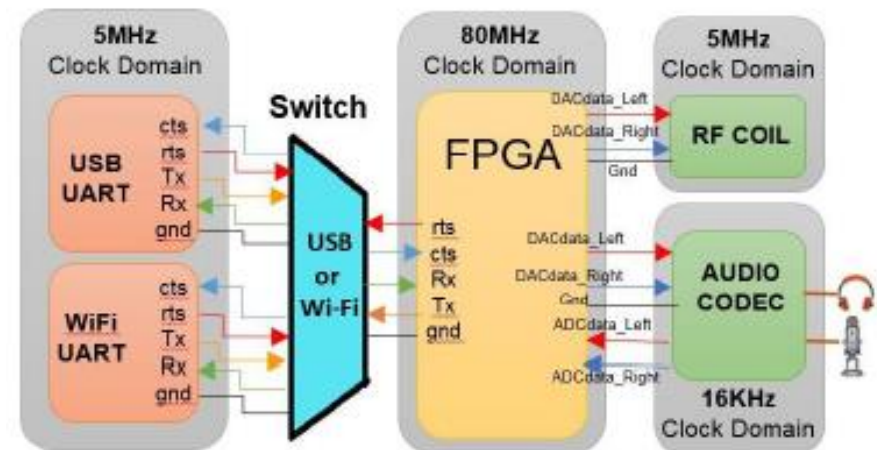 5MHz
Clock Domain
USB
UART
cts
rts
Tx
Rx
gnd
WiFi
UART
cts
rts
Tx
Rx
gnd
Switch
USB
or
Wi-Fi
80MHz
Clock Domain
FPGA
rts
cts
Rx
Tx
gnd
DACdata_Left
DACdata_Right
Gnd
DACdata_Left
DACdata_Right
Gnd
ADCdata_Left
ADCdata_Right
5MHz
Clock Domain
RF COIL
AUDIO
CODEC
16KHz
Clock Domain